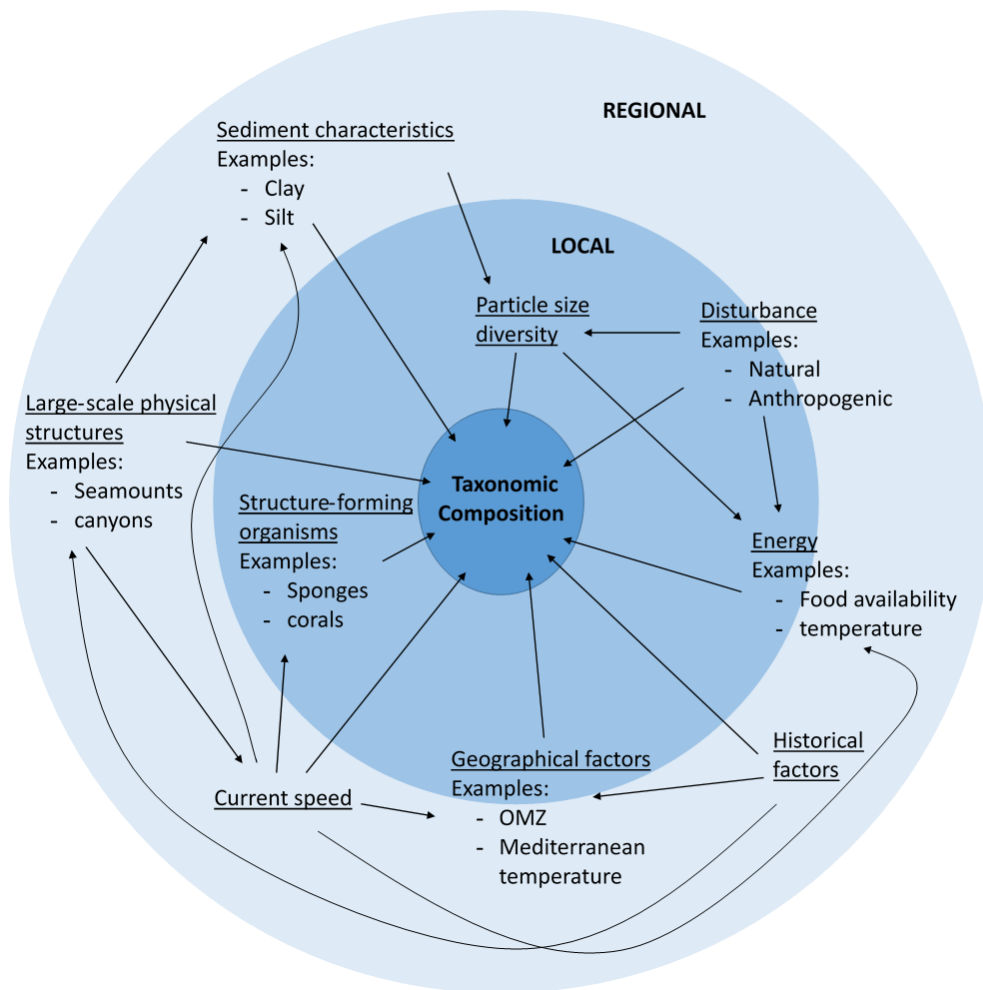 REGIONAL
Sediment characteristics
Examples:
- Clay
- Silt
LOCAL
Particle size
diversity
Disturbance
Examples:
- Natural
- Anthropogenic
Large-scale physical
structures
Examples:
- Seamounts
- canyons
Taxonomic
Composition
Structure-forming
organisms
Examples:
- Sponges
- corals
Energy
Examples:
- Food availability
- temperature
Historical
factors
Geographical factors
Examples:
- OMZ
- Mediterranean
temperature
Current speed